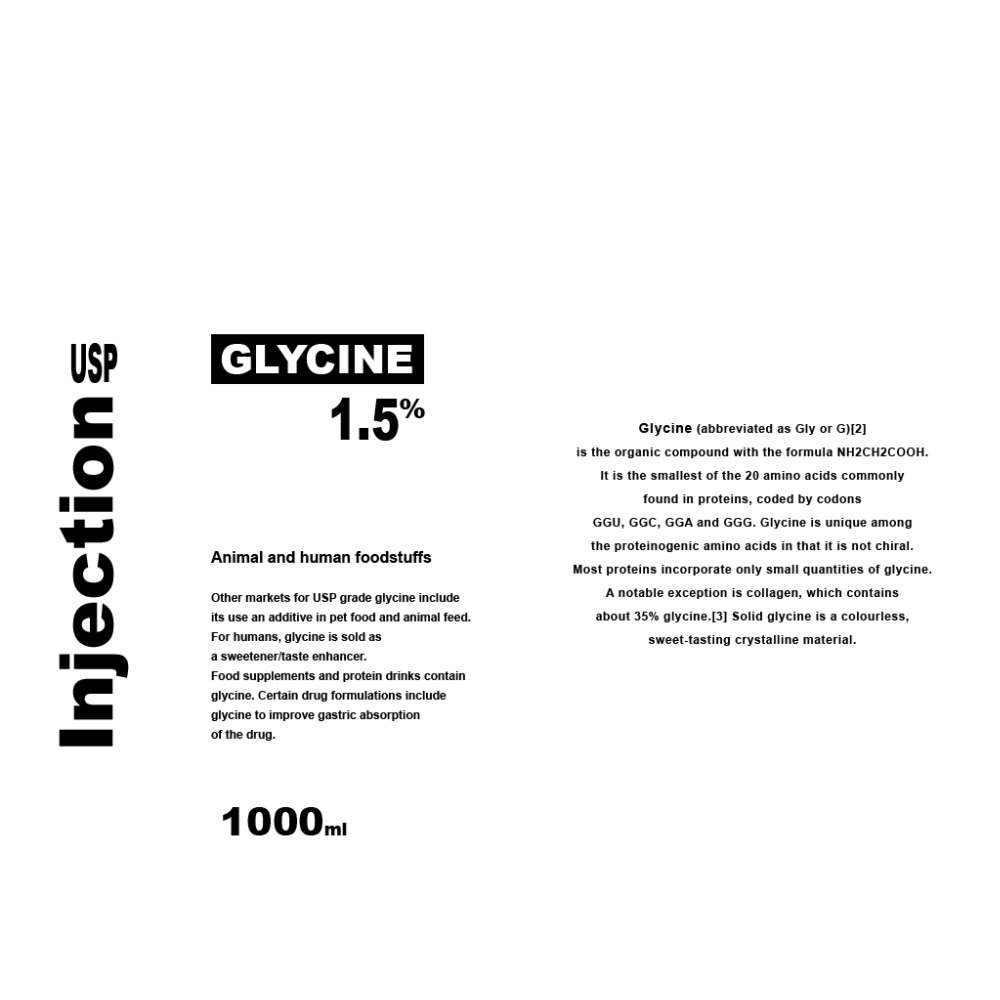 Injection USP
GLYCINE
1.5%
Animal and human foodstuffs
Other markets for USP grade glycine include
its use an additive in pet food and animal feed.
For humans, glycine is sold as
a sweetener/taste enhancer.
Food supplements and protein drinks contain
glycine. Certain drug formulations include
glycine to improve gastric absorption
of the drug.
1000ml
Glycine (abbreviated as Gly or G)[2]
is the organic compound with the formula NH2CH2COOH.
It is the smallest of the 20 amino acids commonly
found in proteins, coded by codons
GGU, GGC, GGA and GGG. Glycine is unique among
the proteinogenic amino acids in that it is not chiral.
Most proteins incorporate only small quantities of glycine.
A notable exception is collagen, which contains
about 35% glycine.[3] Solid glycine is a colourless,
sweet-tasting crystalline material.